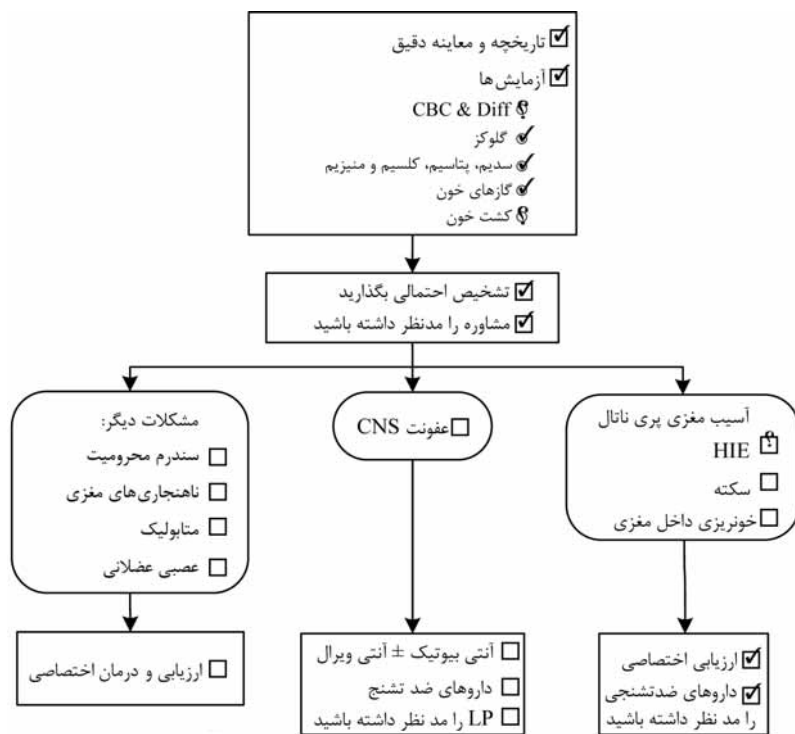 تاریخچه و معاینه دقیق
آزمایش‌ها
CBC & Diff
گلوکز
سدیم، پتاسیم، کلسیم و منیزیم
گازهای خون
کشت خون
تشخیص احتمالی بگذارید
مشاوره را مدنظر داشته باشید
آسیب مغزی پری ناتال
HIE
سکته
خونریزی داخل مغزی
ارزیابی اختصاصی
داروهای ضدتشنجی
را مد نظر داشته باشید
عفونت CNS
آنتی بیوتیک ± آنتی ویرال
داروهای ضد تشنج
LP را مد نظر داشته باشید
مشکلات دیگر:
سندرم محرومیت
ناهنجاری‌های مغزی
متابولیک
عصبی عضلانی
ارزیابی و درمان اختصاصی